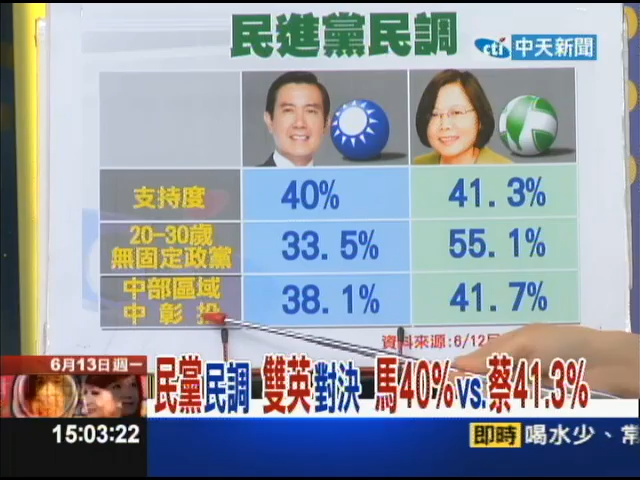 民進黨民調
cti 中天新聞
支持度 40% 41.3%
20-30歲
無固定政黨 33.5% 55.1%
中部區域
中彰投 38.1% 41.7%
資料來源:6/12
6月13日週一
民黨民調 雙英對決 馬40% vs.蔡41.3%
15:03:22
即時 喝水少、常